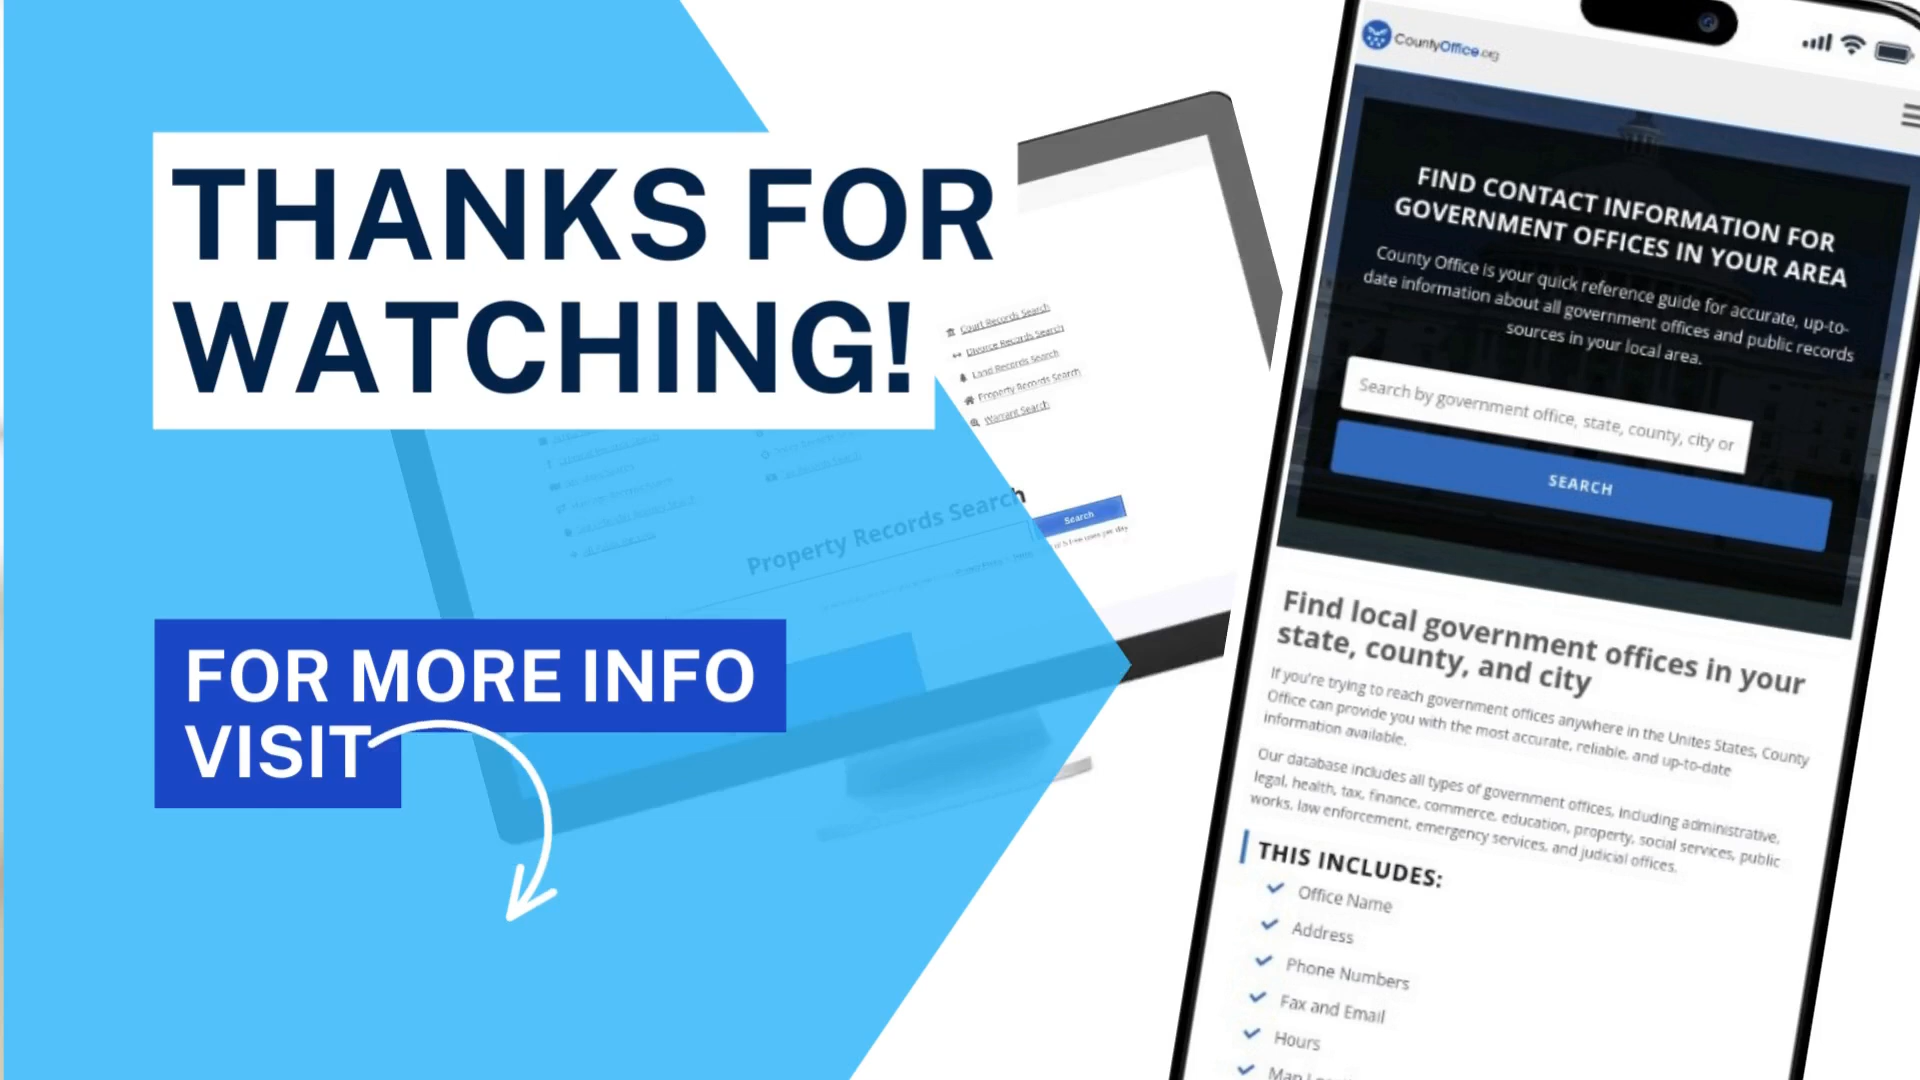 THANKS FOR
WATCHING!
FOR MORE INFO
VISIT
Court Records Search
Divorce Records Search
Land Records Search
Property Records Search
Warrant Search
Property Records Search
Search
CountyOffice.org
FIND CONTACT INFORMATION FOR
GOVERNMENT OFFICES IN YOUR AREA
County Office is your quick reference guide for accurate, up-to-
date information about all government offices and public records
sources in your local area.
Search by government office, state, county, city or
SEARCH
Find local government offices in your
state, county, and city
If you're trying to reach government offices anywhere in the Unites States, County
Office can provide you with the most accurate, reliable, and up-to-date
information available.
Our database includes all types of government offices, including administrative,
legal, health, tax, finance, commerce, education, property, social services, public
works, law enforcement, emergency services, and judicial offices.
THIS INCLUDES:
Office Name
Address
Phone Numbers
Fax and Email
Hours